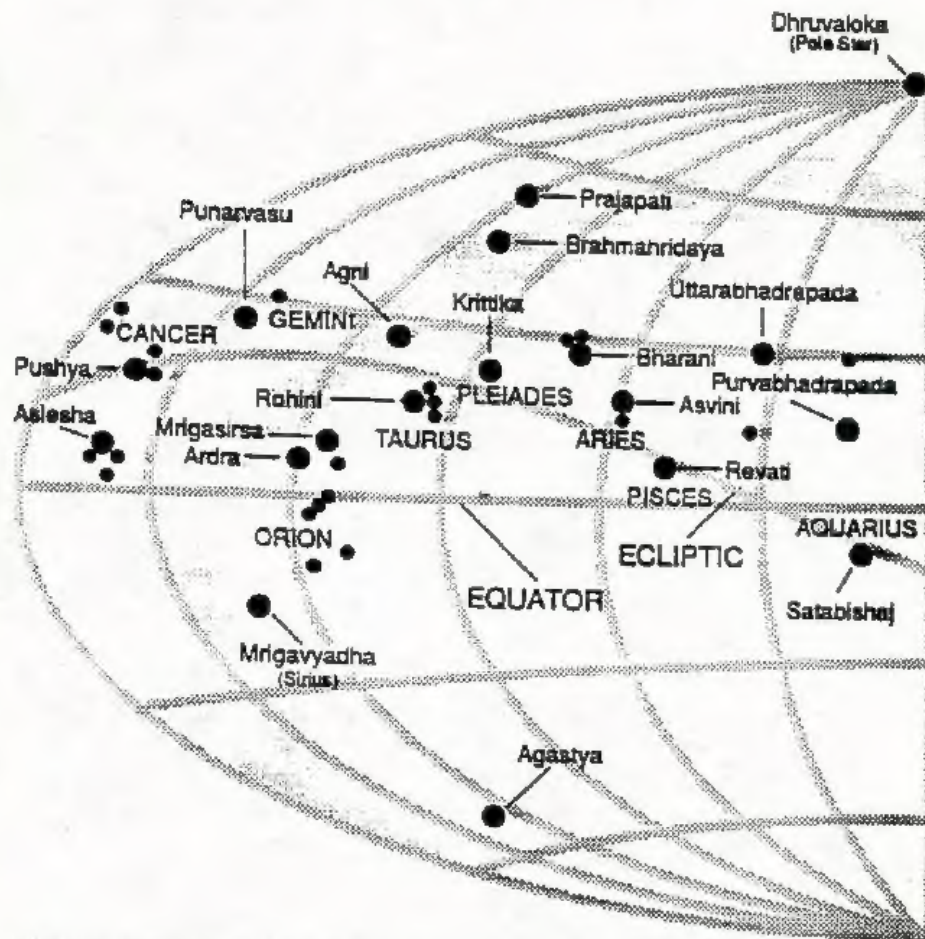 Dhruvaloka
(Pole Star)
Punarvasu
Prajapati
Brahmahridaya
Agni
Krittika
Uttarabhadrapada
GEMINI
CANCER
Bharani
Pushya
Purvabhadrapada
PLEIADES
Rohini
Asvini
Aslesha
Mrigasirsa
TAURUS
ARIES
Ardra
Revati
PISCES
AQUARIUS
ORION
ECLIPTIC
EQUATOR
Satabishaj
Mrigavyadha
(Sirius)
Agastya